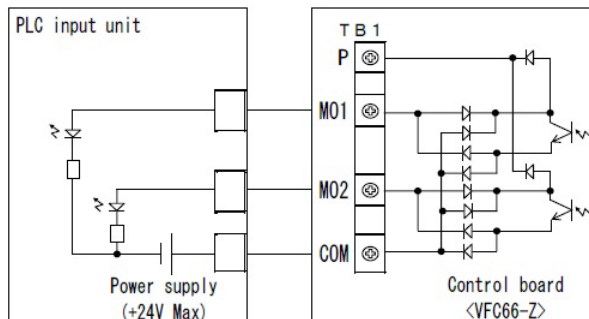 PLC input unit
TB1
P
MO1
MO2
COM
Power supply
(+24V Max)
Control board
<VFC66-Z>